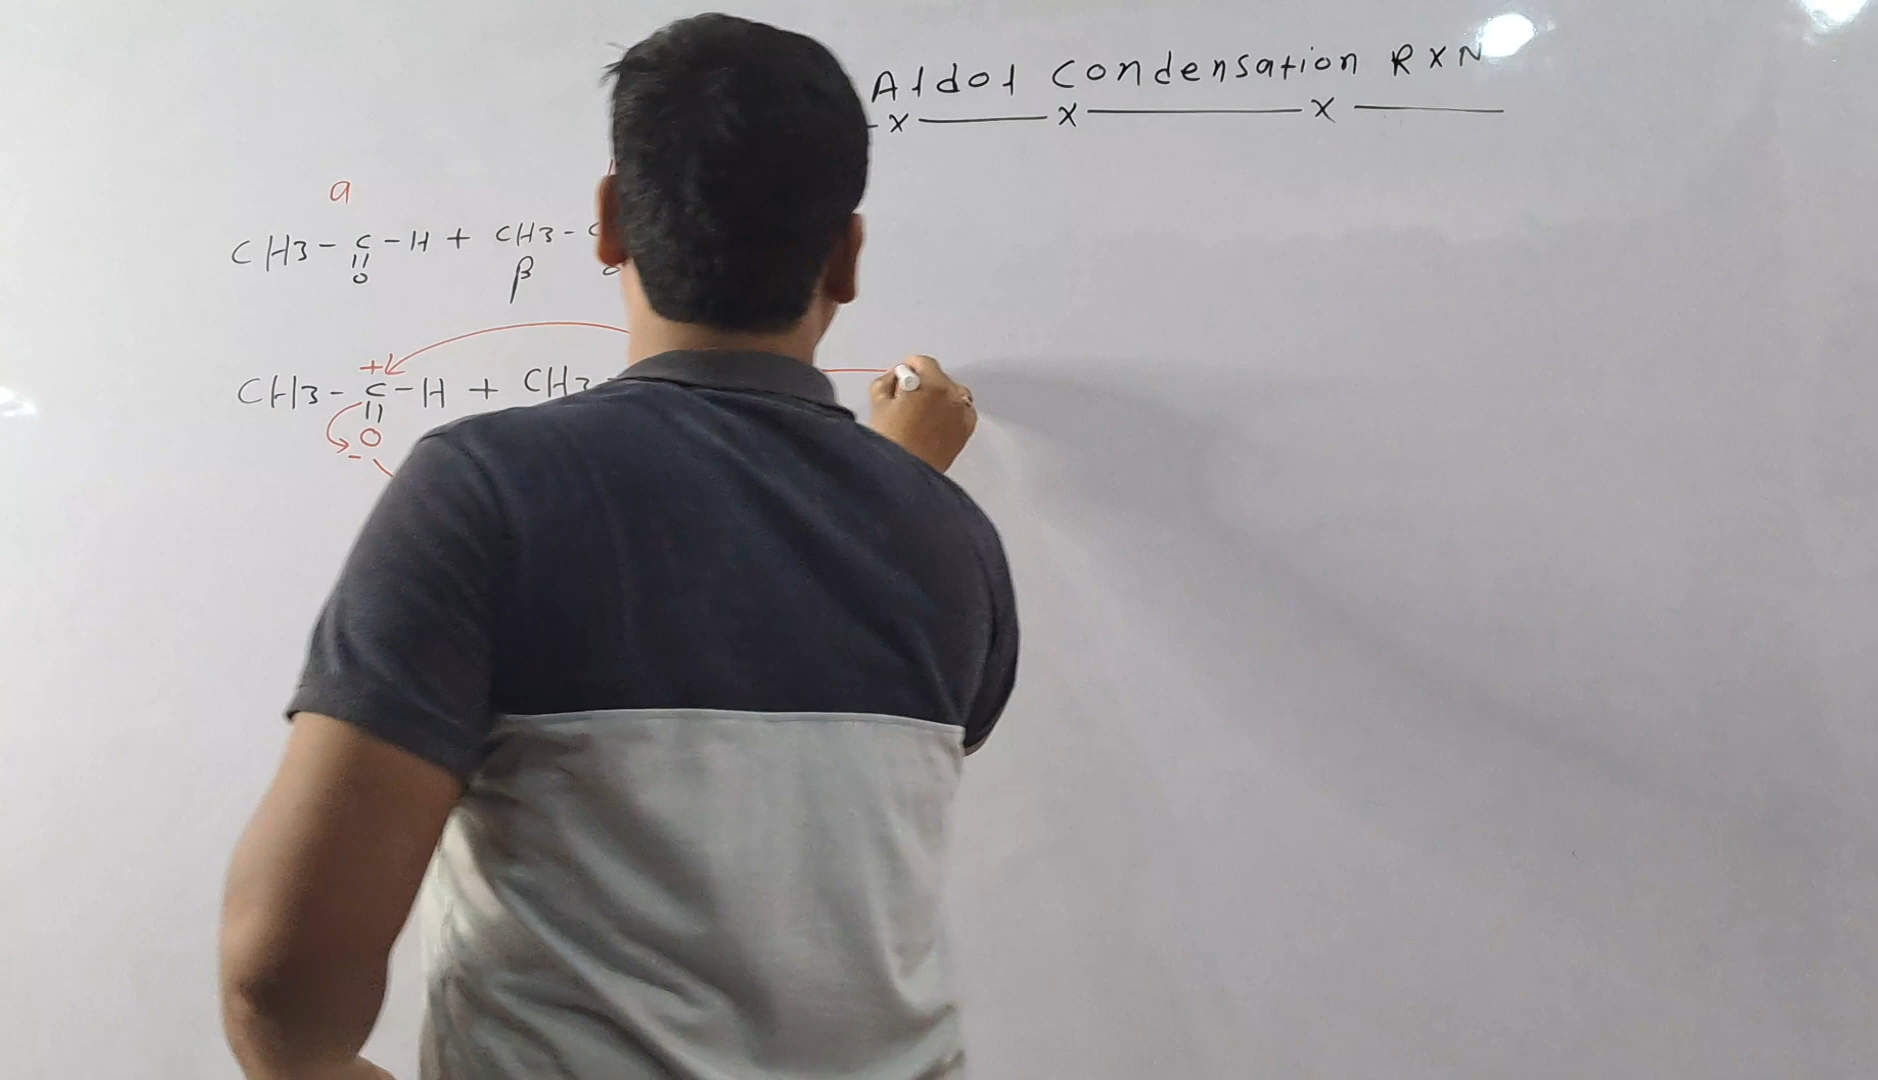 Aldol Condensation RXN
x x x
a
CH3 - C - H + CH3 - C
O
β
+
CH3 - C - H + CH3
O
-